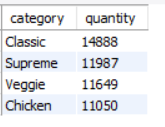 category quantity
Classic 14888
Supreme 11987
Veggie 11649
Chicken 11050